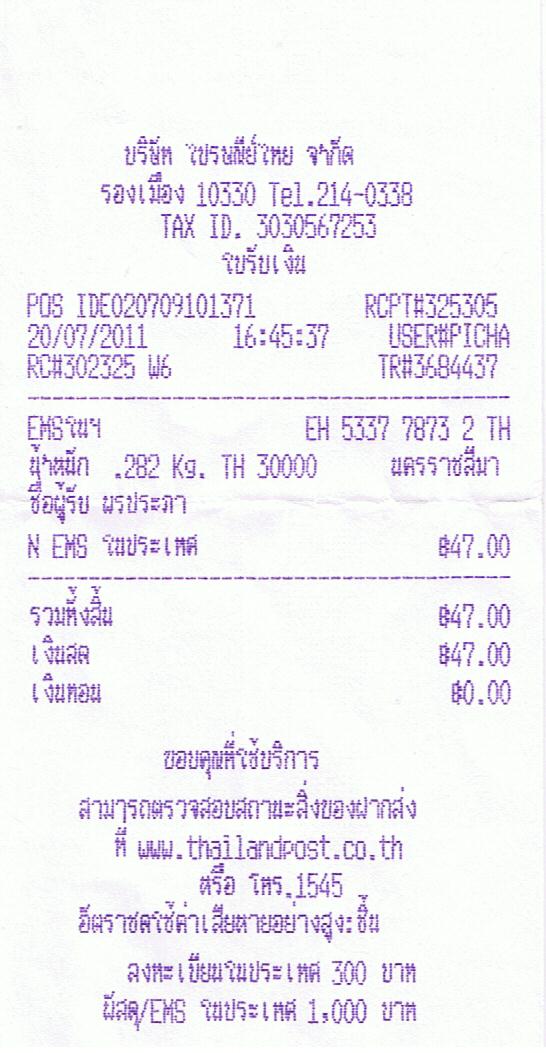 บริษัท ไปรษณีย์ไทย จำกัด
รองเมือง 10330 Tel.214-0338
TAX ID. 3030567253
ใบรับเงิน
POS IDE020709101371 RCPT#325305
20/07/2011 16:45:37 USER#PICHA
RC#302325 W6 TR#3684437
EMSในฯ EH 5337 7873 2 TH
น้ำหนัก .282 Kg. TH 30000 นครราชสีมา
ชื่อผู้รับ นรประภา
N EMS ในประเทศ ฿47.00
รวมทั้งสิ้น ฿47.00
เงินสด ฿47.00
เงินทอน ฿0.00
ขอบคุณที่ใช้บริการ
สามารถตรวจสอบสถานะสิ่งของฝากส่ง
ที่ www.thailandpost.co.th
หรือ โทร.1545
อัตราชดใช้ค่าเสียหายอย่างสูง:ชิ้น
ลงทะเบียนในประเทศ 300 บาท
พัสดุ/EMS ในประเทศ 1,000 บาท